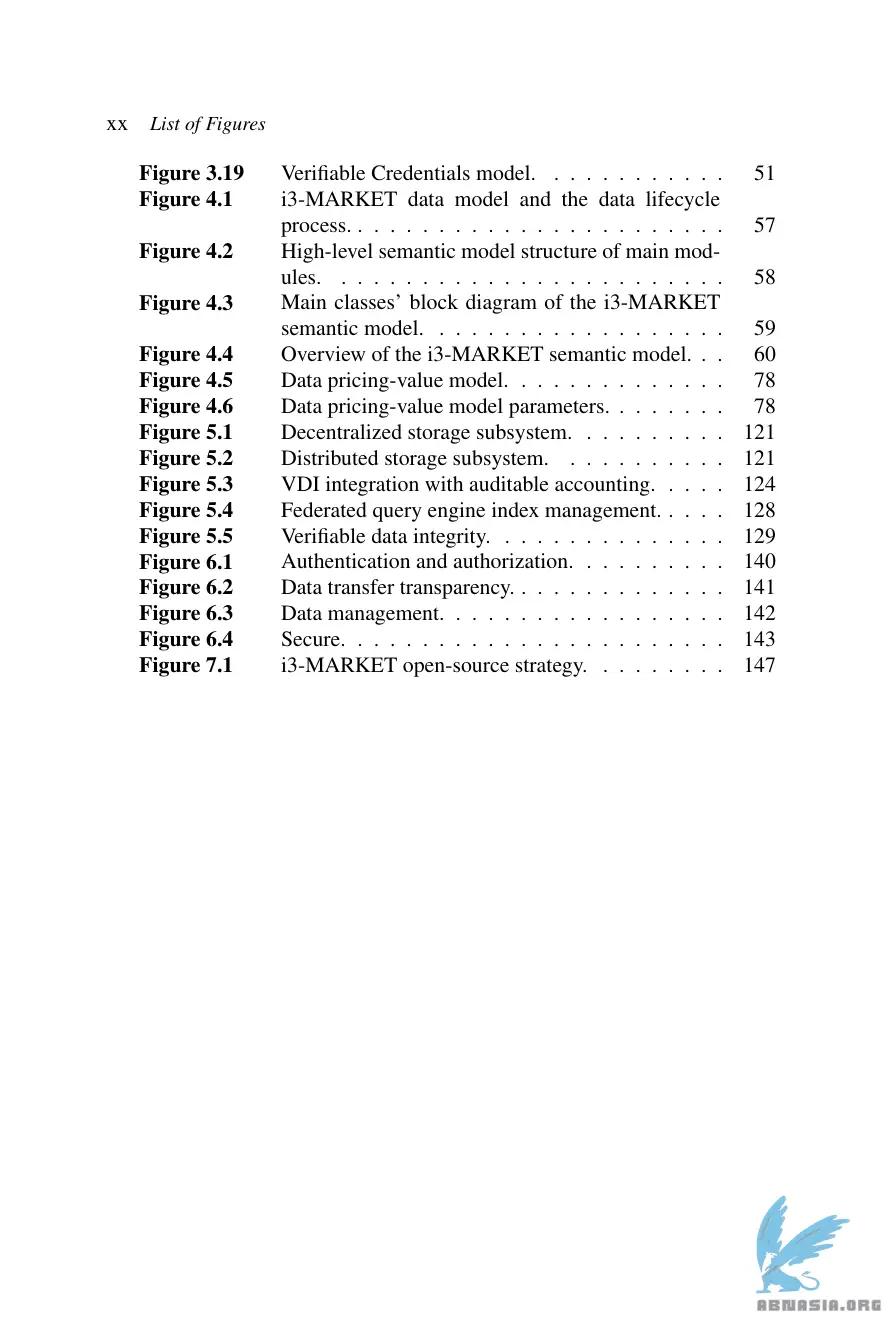 xx List of Figures
Figure 3.19 Verifiable Credentials model. . . . . . . . . . . . 51
Figure 4.1 i3-MARKET data model and the data lifecycle
process. . . . . . . . . . . . . . . . . . . . . . . . . 57
Figure 4.2 High-level semantic model structure of main mod-
ules. . . . . . . . . . . . . . . . . . . . . . . . . 58
Figure 4.3 Main classes’ block diagram of the i3-MARKET
semantic model. . . . . . . . . . . . . . . . . . . 59
Figure 4.4 Overview of the i3-MARKET semantic model. . . 60
Figure 4.5 Data pricing-value model. . . . . . . . . . . . . . 78
Figure 4.6 Data pricing-value model parameters. . . . . . . . 78
Figure 5.1 Decentralized storage subsystem. . . . . . . . . . 121
Figure 5.2 Distributed storage subsystem. . . . . . . . . . . 121
Figure 5.3 VDI integration with auditable accounting. . . . . 124
Figure 5.4 Federated query engine index management. . . . . 128
Figure 5.5 Verifiable data integrity. . . . . . . . . . . . . . . 129
Figure 6.1 Authentication and authorization. . . . . . . . . . 140
Figure 6.2 Data transfer transparency. . . . . . . . . . . . . . 141
Figure 6.3 Data management. . . . . . . . . . . . . . . . . . 142
Figure 6.4 Secure. . . . . . . . . . . . . . . . . . . . . . . . 143
Figure 7.1 i3-MARKET open-source strategy. . . . . . . . . 147
ABNASIA.ORG